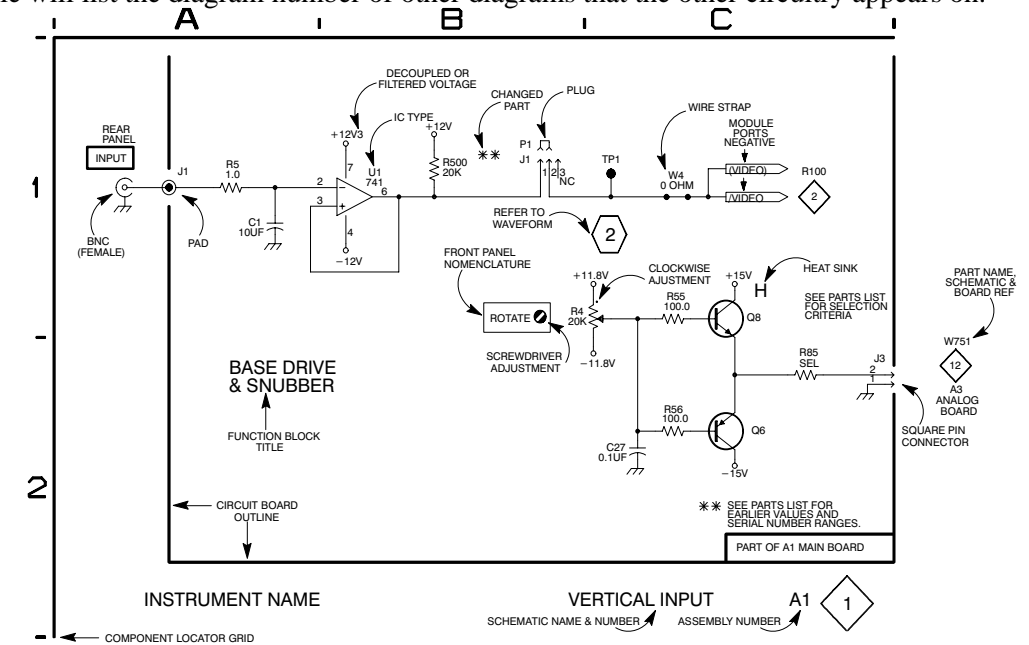 me will list the diagram number of other diagrams that the other circuitry appears on.
A B C
DECOUPLED OR
FILTERED VOLTAGE
CHANGED
PART
PLUG
WIRE STRAP
IC TYPE
REAR
PANEL
INPUT
+12V3
+12V
MODULE
PORTS
NEGATIVE
P1
J1
1 2 3
NC
TP1
1
J1
R5
1.0
7
U1
741
R500
20K
**
W4
0 OHM
(VIDEO)
/VIDEO
R100
2
2
3
6
4
−12V
C1
10UF
BNC
(FEMALE)
PAD
REFER TO
WAVEFORM
2
FRONT PANEL
NOMENCLATURE
+11.8V
CLOCKWISE
AJUSTMENT
+15V
H
HEAT SINK
PART NAME,
SCHEMATIC &
BOARD REF
ROTATE
R4
20K
R55
100.0
Q8
SEE PARTS LIST
FOR SELECTION
CRITERIA
SCREWDRIVER
ADJUSTMENT
−11.8V
R85
SEL
J3
2
1
W751
12
A3
ANALOG
BOARD
BASE DRIVE
& SNUBBER
FUNCTION BLOCK
TITLE
R56
100.0
Q6
SQUARE PIN
CONNECTOR
C27
0.1UF
−15V
2
CIRCUIT BOARD
OUTLINE
** SEE PARTS LIST FOR
EARLIER VALUES AND
SERIAL NUMBER RANGES.
PART OF A1 MAIN BOARD
INSTRUMENT NAME
VERTICAL INPUT
A1
1
SCHEMATIC NAME & NUMBER
ASSEMBLY NUMBER
COMPONENT LOCATOR GRID